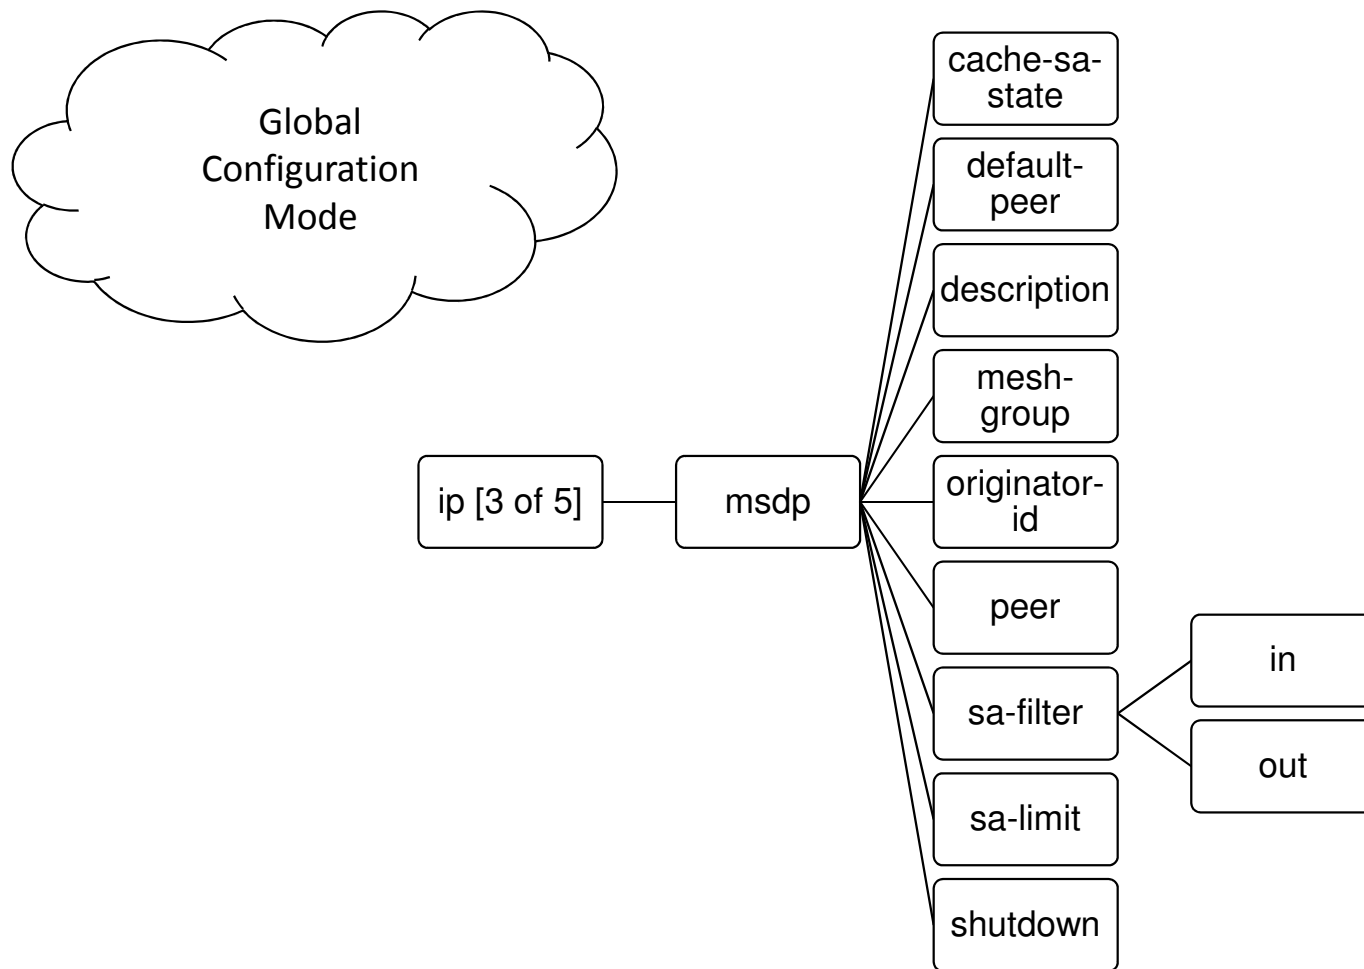 Global
Configuration
Mode
ip [3 of 5]
msdp
cache-sa-
state
default-
peer
description
mesh-
group
originator-
id
peer
sa-filter
sa-limit
shutdown
in
out